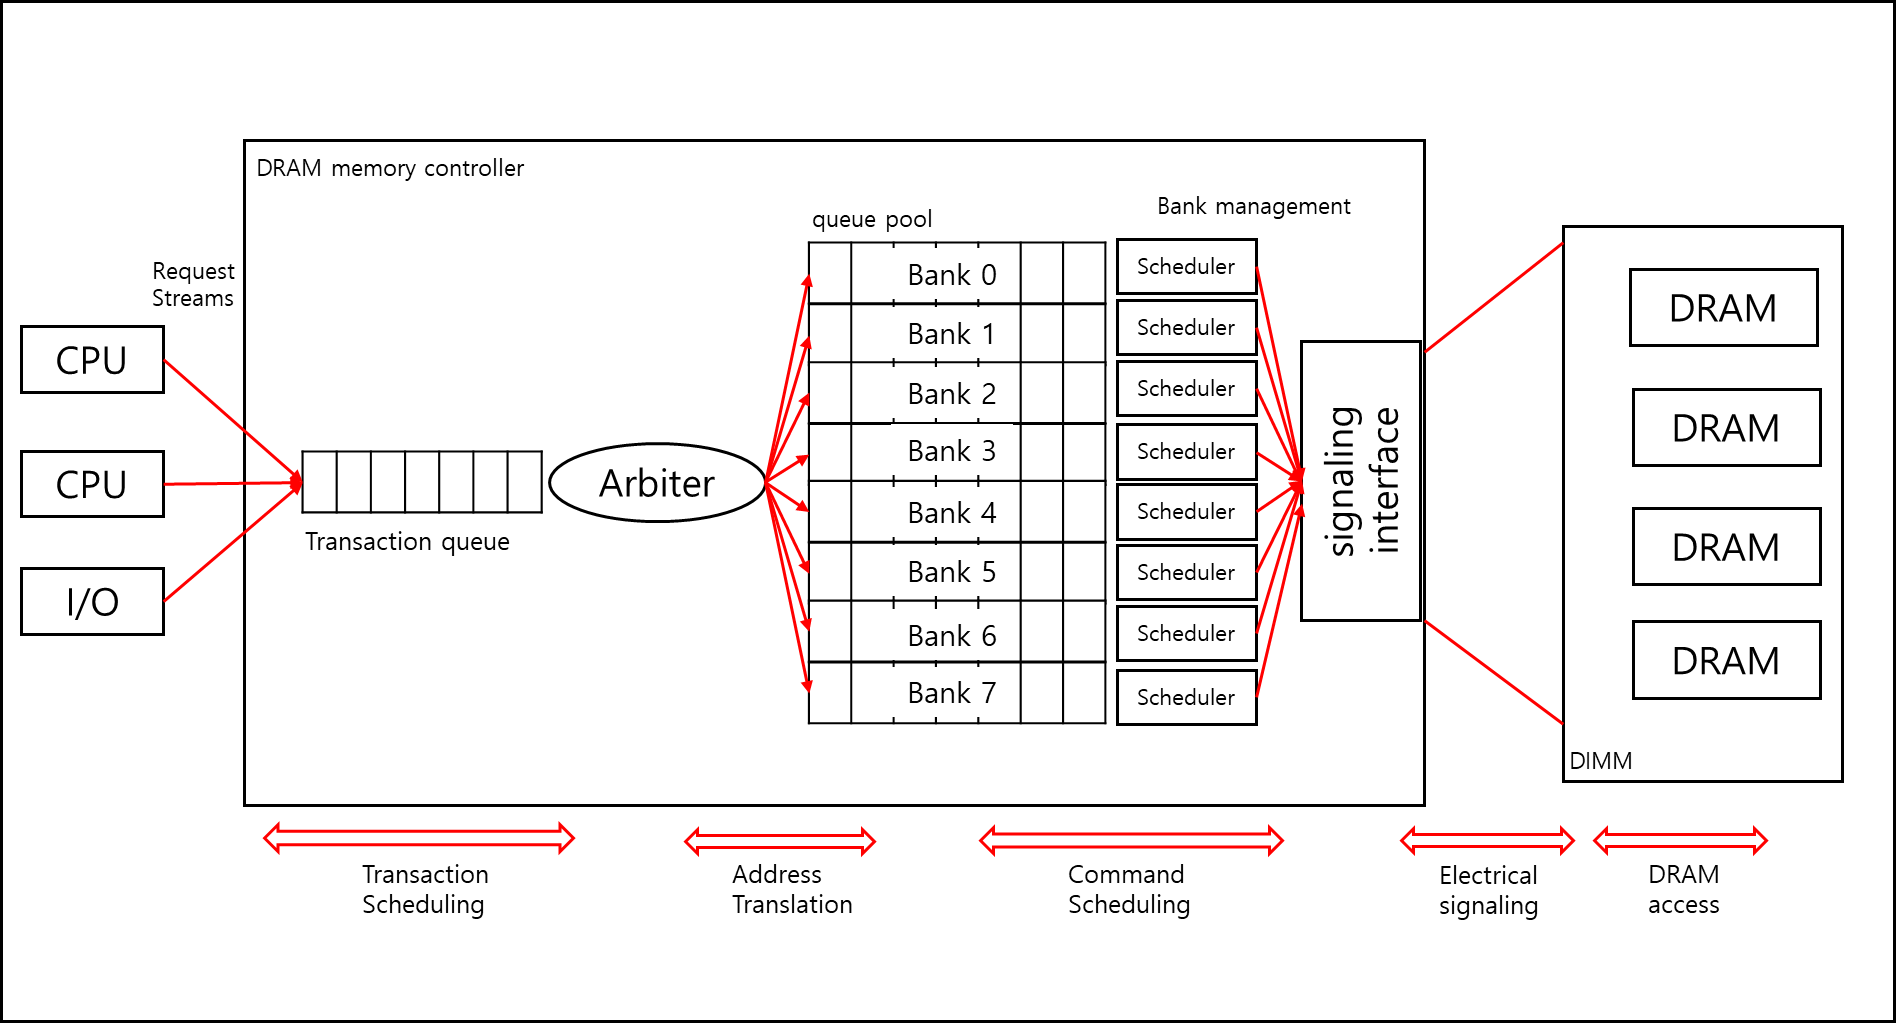 DRAM memory controller
Request
Streams
CPU
CPU
I/O
Transaction queue
Arbiter
queue pool
Bank 0
Bank 1
Bank 2
Bank 3
Bank 4
Bank 5
Bank 6
Bank 7
Bank management
Scheduler
Scheduler
Scheduler
Scheduler
Scheduler
Scheduler
Scheduler
Scheduler
signaling
interface
DRAM
DRAM
DRAM
DRAM
DIMM
Transaction
Scheduling
Address
Translation
Command
Scheduling
Electrical
signaling
DRAM
access